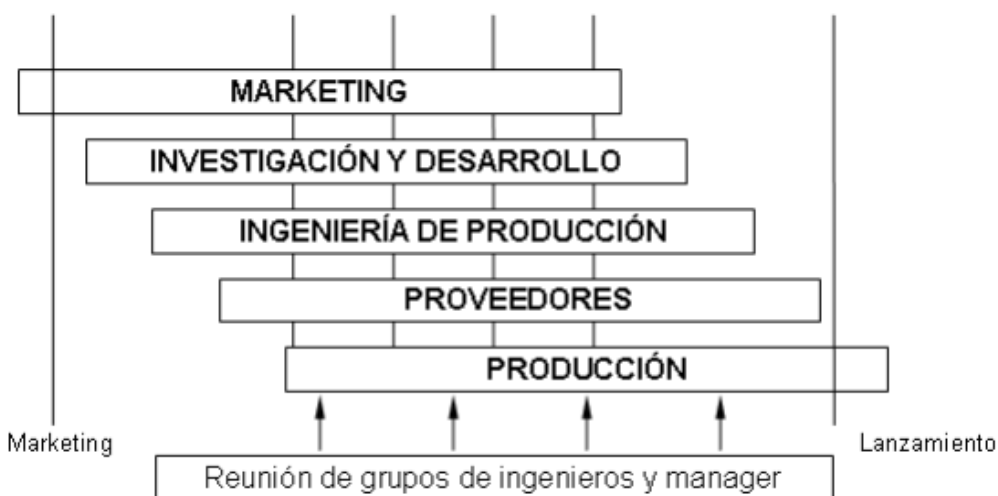 MARKETING
INVESTIGACIÓN Y DESARROLLO
INGENIERÍA DE PRODUCCIÓN
PROVEEDORES
PRODUCCIÓN
Marketing
Lanzamiento
Reunión de grupos de ingenieros y manager